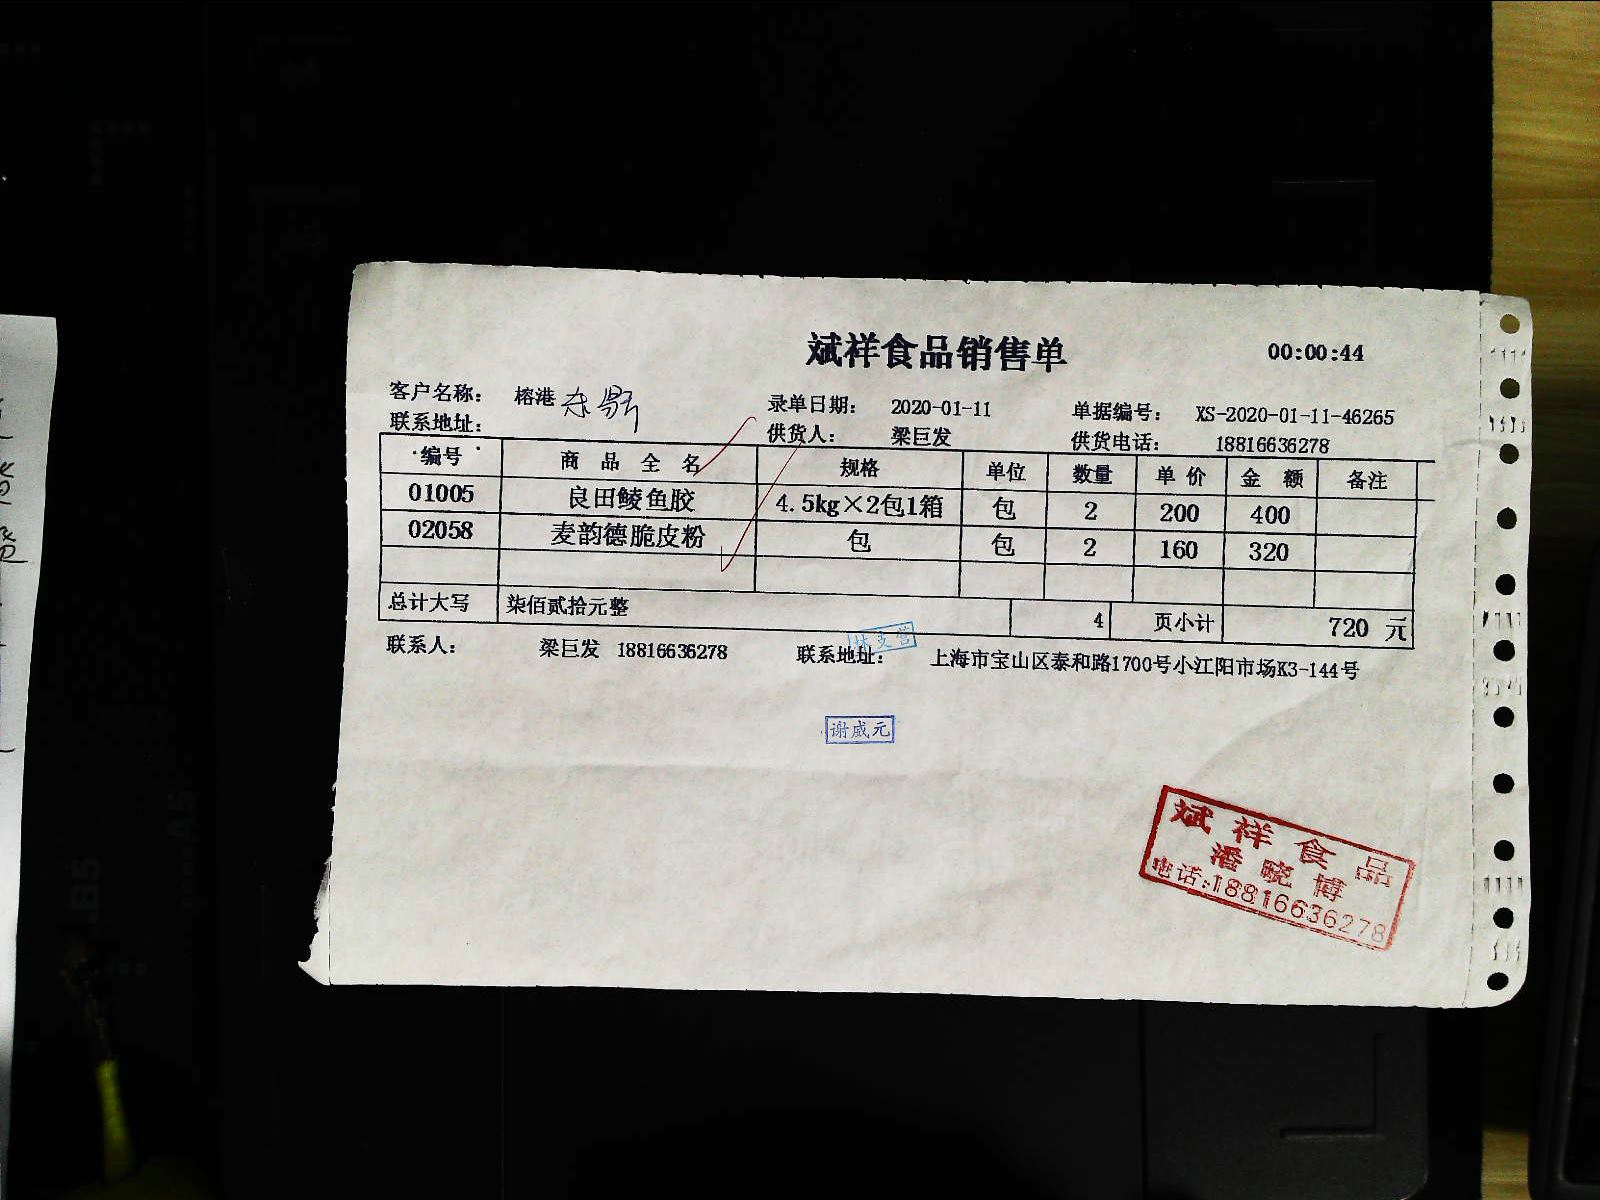 斌祥食品销售单
00:00:44
客户名称： 榕港 录单日期： 2020-01-11 单据编号： XS-2020-01-11-46265
联系地址： 供货人： 梁巨发 供货电话： 18816636278
编号 商品全名 规格 单位 数量 单价 金额 备注
01005 良田鲮鱼胶 4.5kg×2包1箱 包 2 200 400
02058 麦韵德脆皮粉 包 包 2 160 320
总计大写 柒佰贰拾元整 4 页小计 720 元
联系人： 梁巨发 18816636278 联系地址： 上海市宝山区泰和路1700号小江阳市场K3-144号
谢威元
斌祥食品
潘晓博
电话:18816636278
B5
A5